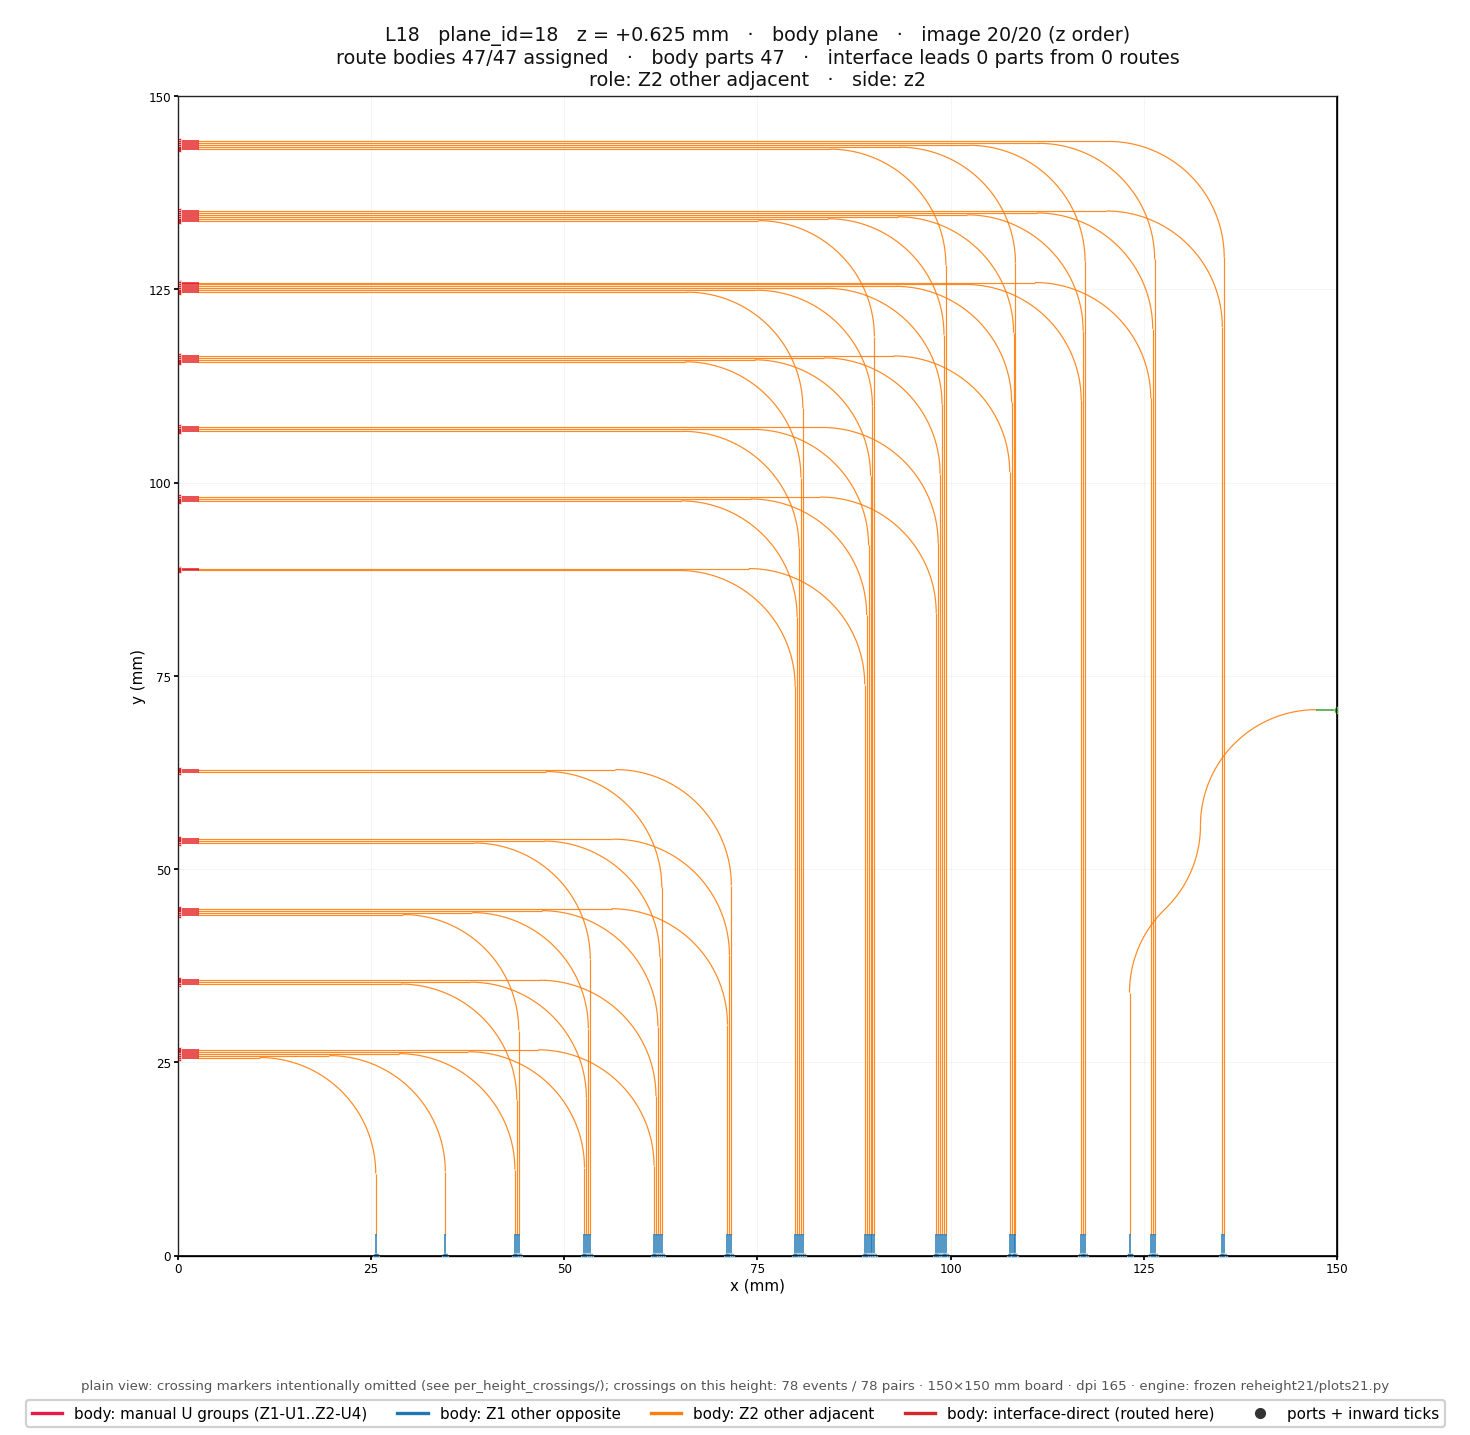 L18   plane_id=18   z = +0.625 mm   ·   body plane   ·   image 20/20 (z order)
route bodies 47/47 assigned   ·   body parts 47   ·   interface leads 0 parts from 0 routes
role: Z2 other adjacent   ·   side: z2
150
125
100
75
50
25
0
y (mm)
0 25 50 75 100 125 150
x (mm)
plain view: crossing markers intentionally omitted (see per_height_crossings/); crossings on this height: 78 events / 78 pairs · 150×150 mm board · dpi 165 · engine: frozen reheight21/plots21.py
body: manual U groups (Z1-U1..Z2-U4) body: Z1 other opposite body: Z2 other adjacent body: interface-direct (routed here) ports + inward ticks